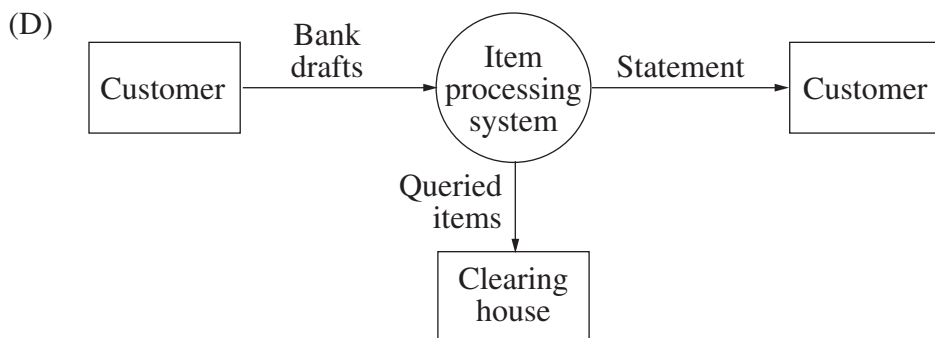 (D)
Bank
drafts
Customer
Item
processing
system
Statement
Customer
Queried
items
Clearing
house